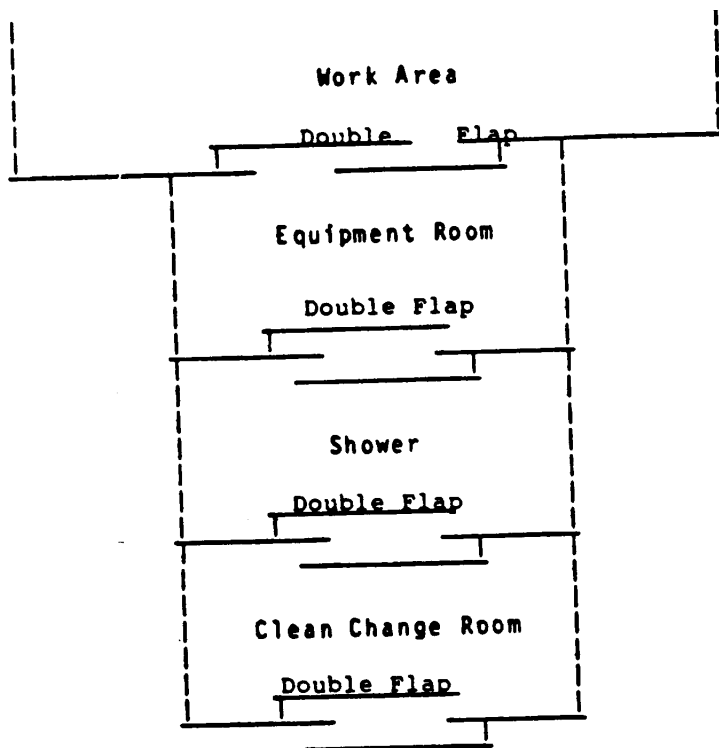 Work Area
Double Flap
Equipment Room
Double Flap
Shower
Double Flap
Clean Change Room
Double Flap